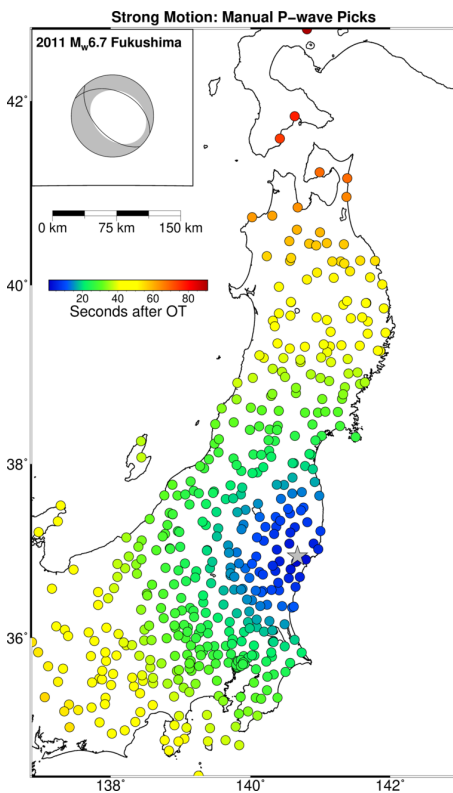 Strong Motion: Manual P-wave Picks
2011 Mw6.7 Fukushima
42°
0 km 75 km 150 km
40°
20 40 60 80
Seconds after OT
38°
36°
138° 140° 142°